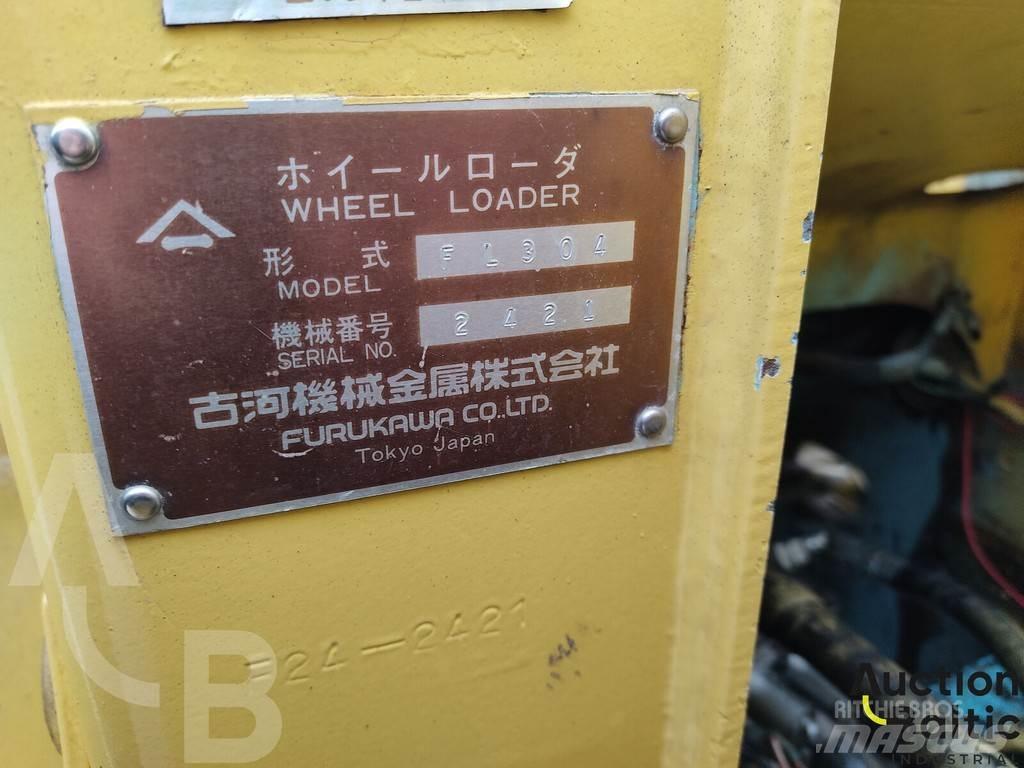 ホイールローダ
WHEEL LOADER
形 式 FL304
MODEL
機械番号 2421
SERIAL NO.
古河機械金属株式会社
FURUKAWA CO.,LTD.
Tokyo Japan
24-2421
AB
Auction
Baltic
INDUSTRIAL
RITCHIE BROS.
MASCUS